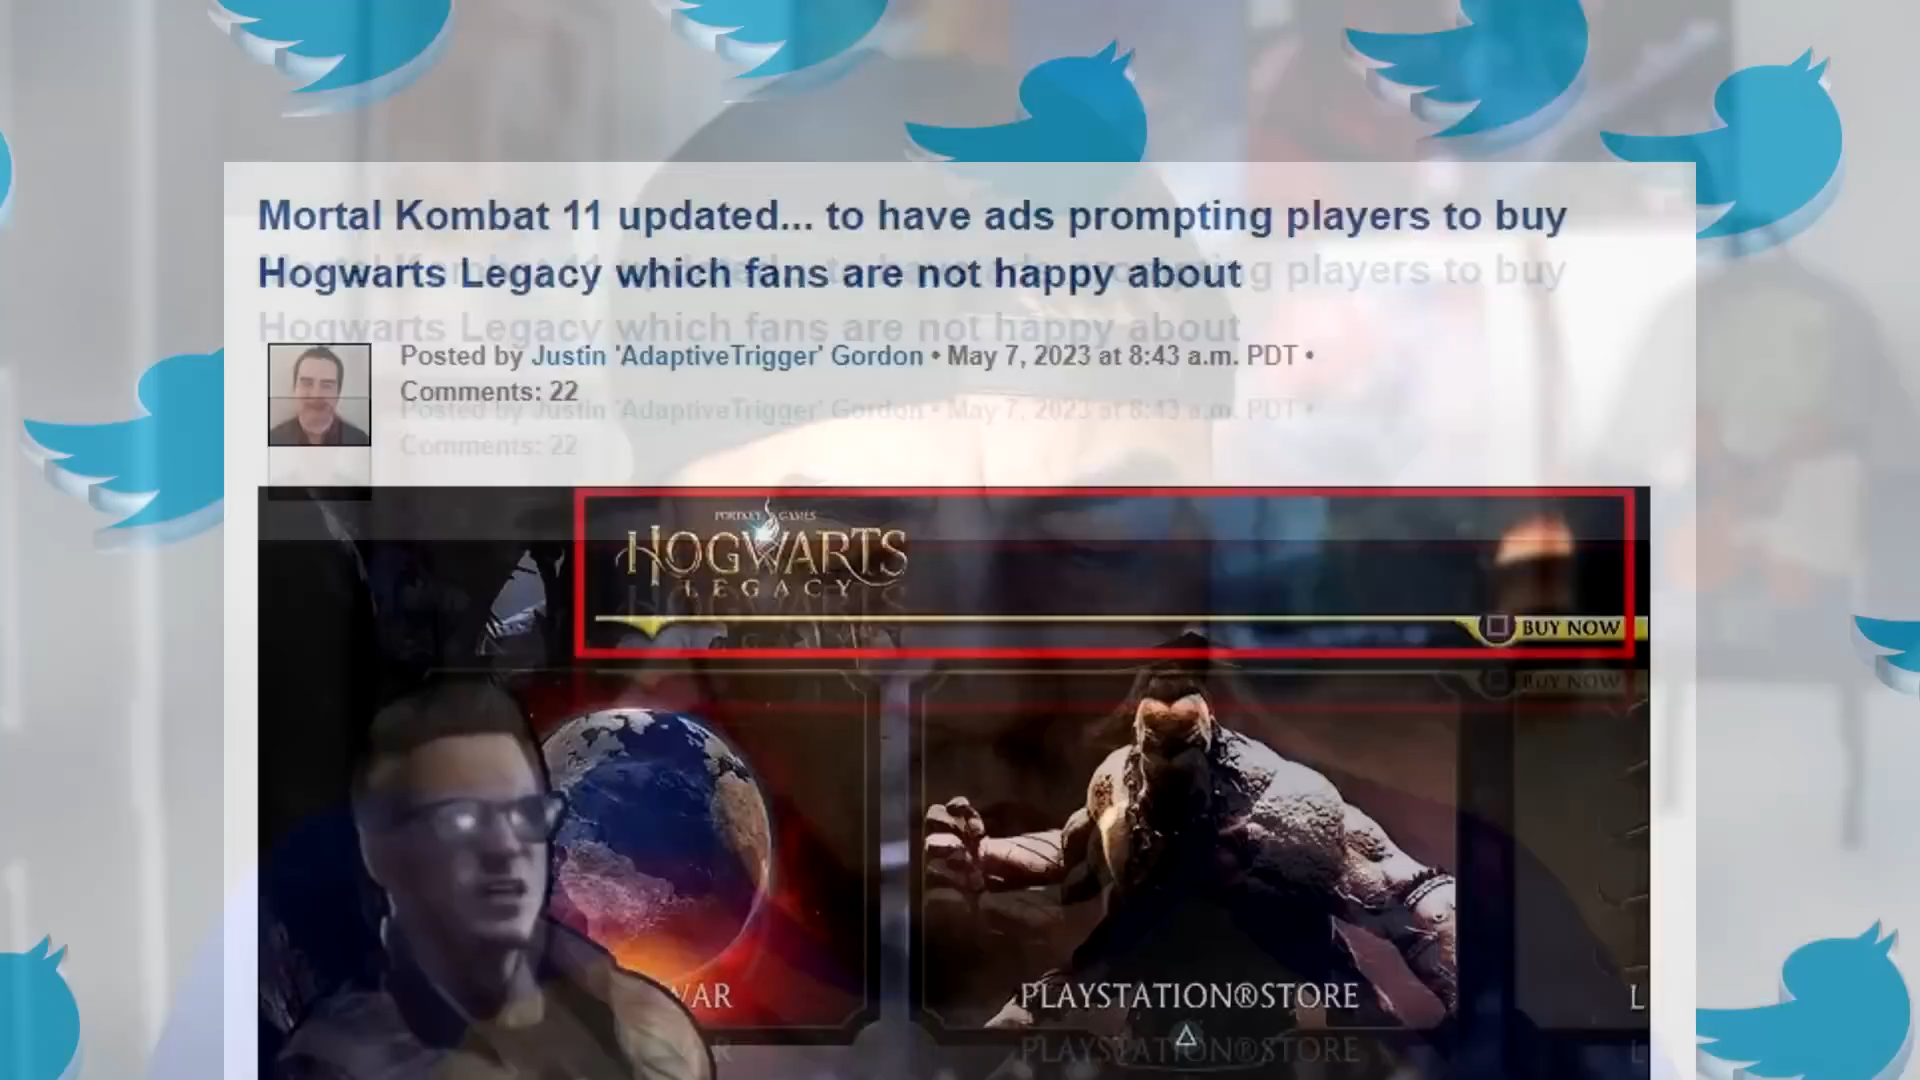 Mortal Kombat 11 updated... to have ads prompting players to buy
Hogwarts Legacy which fans are not happy about
Posted by Justin 'AdaptiveTrigger' Gordon • May 7, 2023 at 8:43 a.m. PDT •
Comments: 22
PORTKEY GAMES
HOGWARTS
LEGACY
BUY NOW
WAR
PLAYSTATION®STORE
L